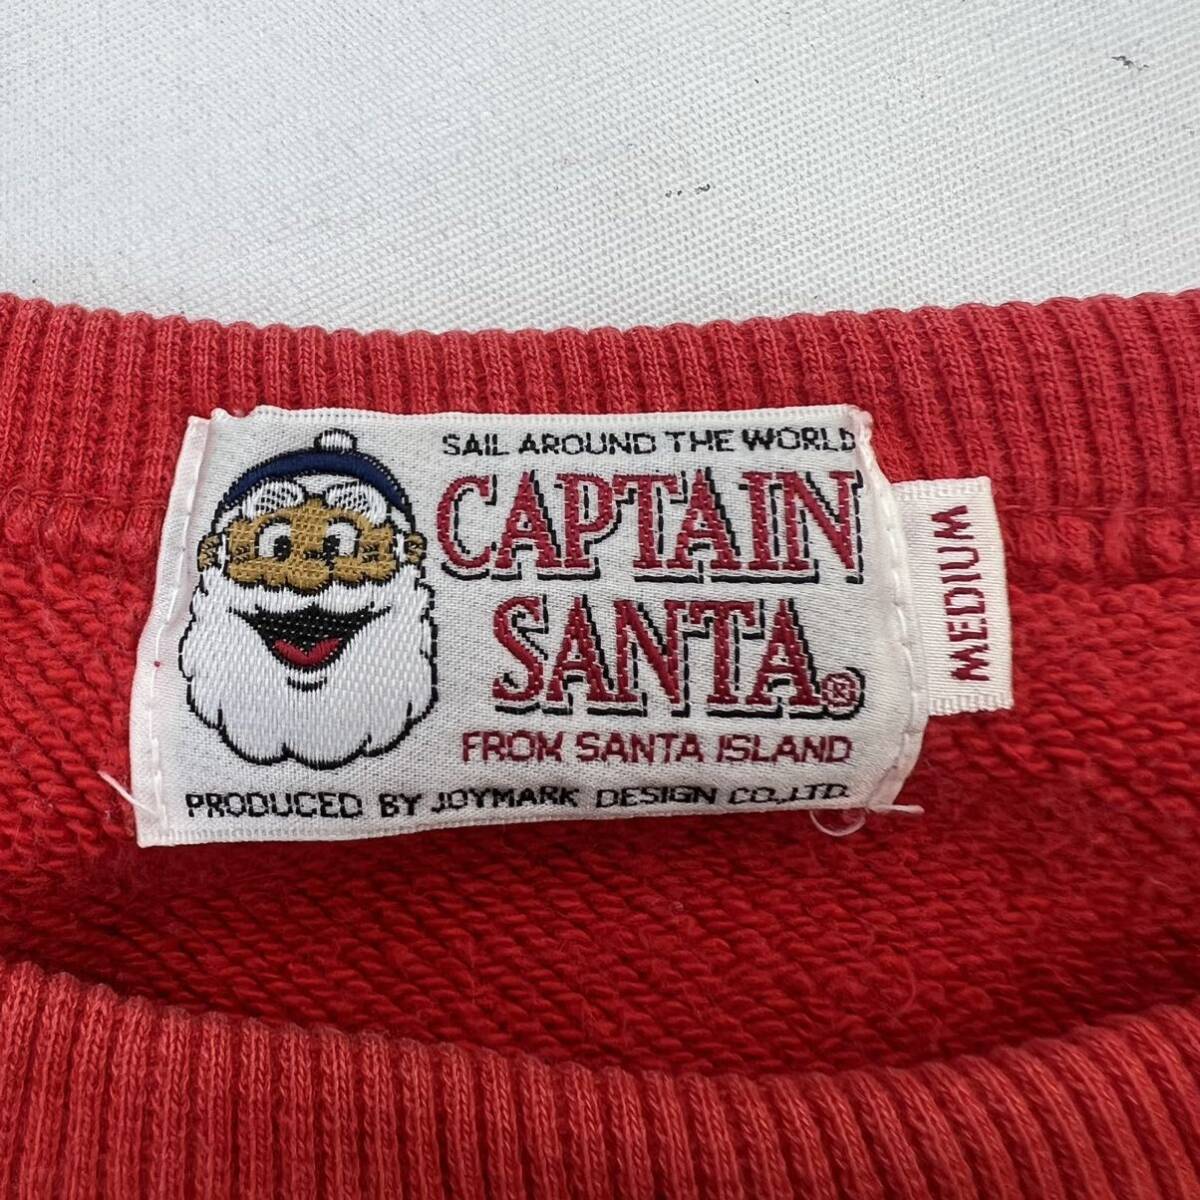 SAIL AROUND THE WORLD
CAPTAIN
SANTA®
FROM SANTA ISLAND
PRODUCED BY JOYMARK DESIGN CO.,LTD.
MEDIUM